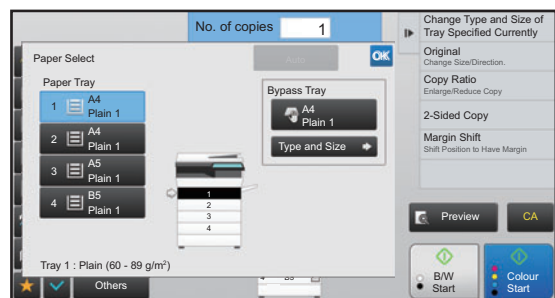 No. of copies 1
Paper Select
Auto
OK
Paper Tray
1 A4
Plain 1
2 A4
Plain 1
3 A5
Plain 1
4 B5
Plain 1
Bypass Tray
A4
Plain 1
Type and Size
1
2
3
4
Tray 1 : Plain (60 - 89 g/m²)
Others
4 B5
Change Type and Size of
Tray Specified Currently
Original
Change Size/Direction.
Copy Ratio
Enlarge/Reduce Copy
2-Sided Copy
Margin Shift
Shift Position to Have Margin
Preview
CA
B/W
Start
Colour
Start